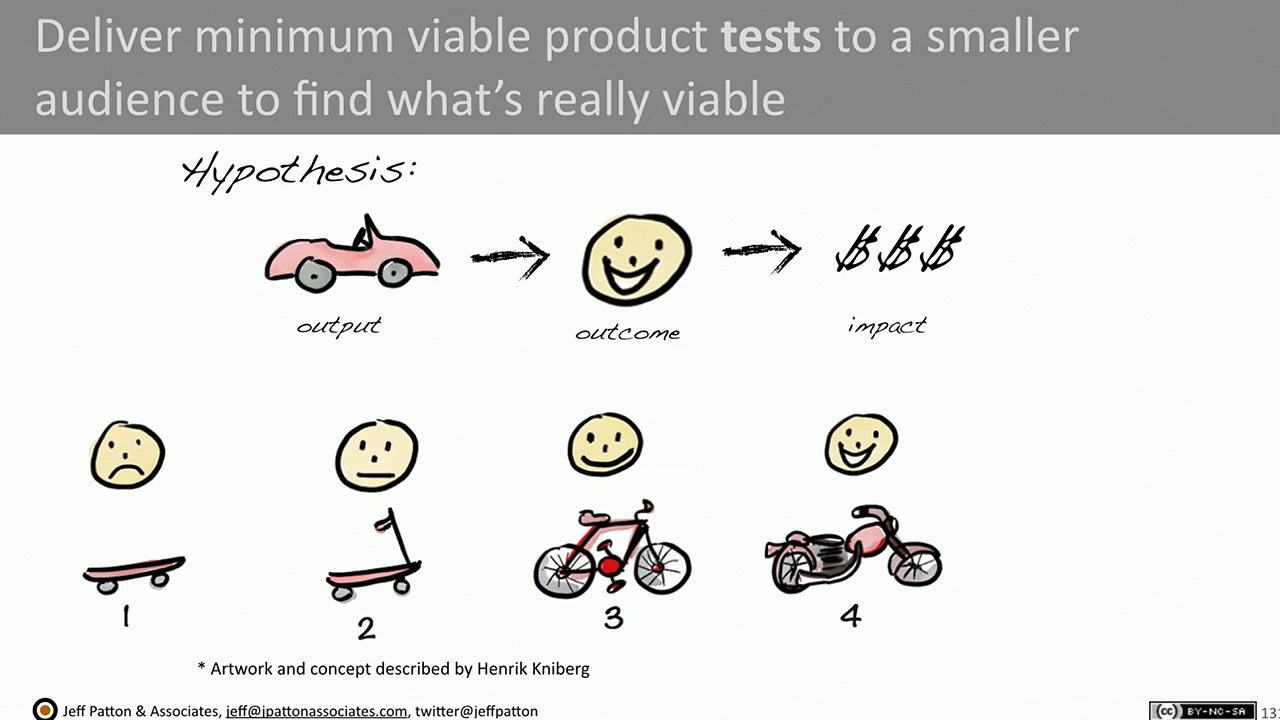 Deliver minimum viable product tests to a smaller
audience to find what's really viable
Hypothesis:
$ $ $
output
outcome
impact
1
2
3
4
* Artwork and concept described by Henrik Kniberg
Jeff Patton & Associates, jeff@jpattonassociates.com, twitter@jeffpatton
cc BY-NC-SA